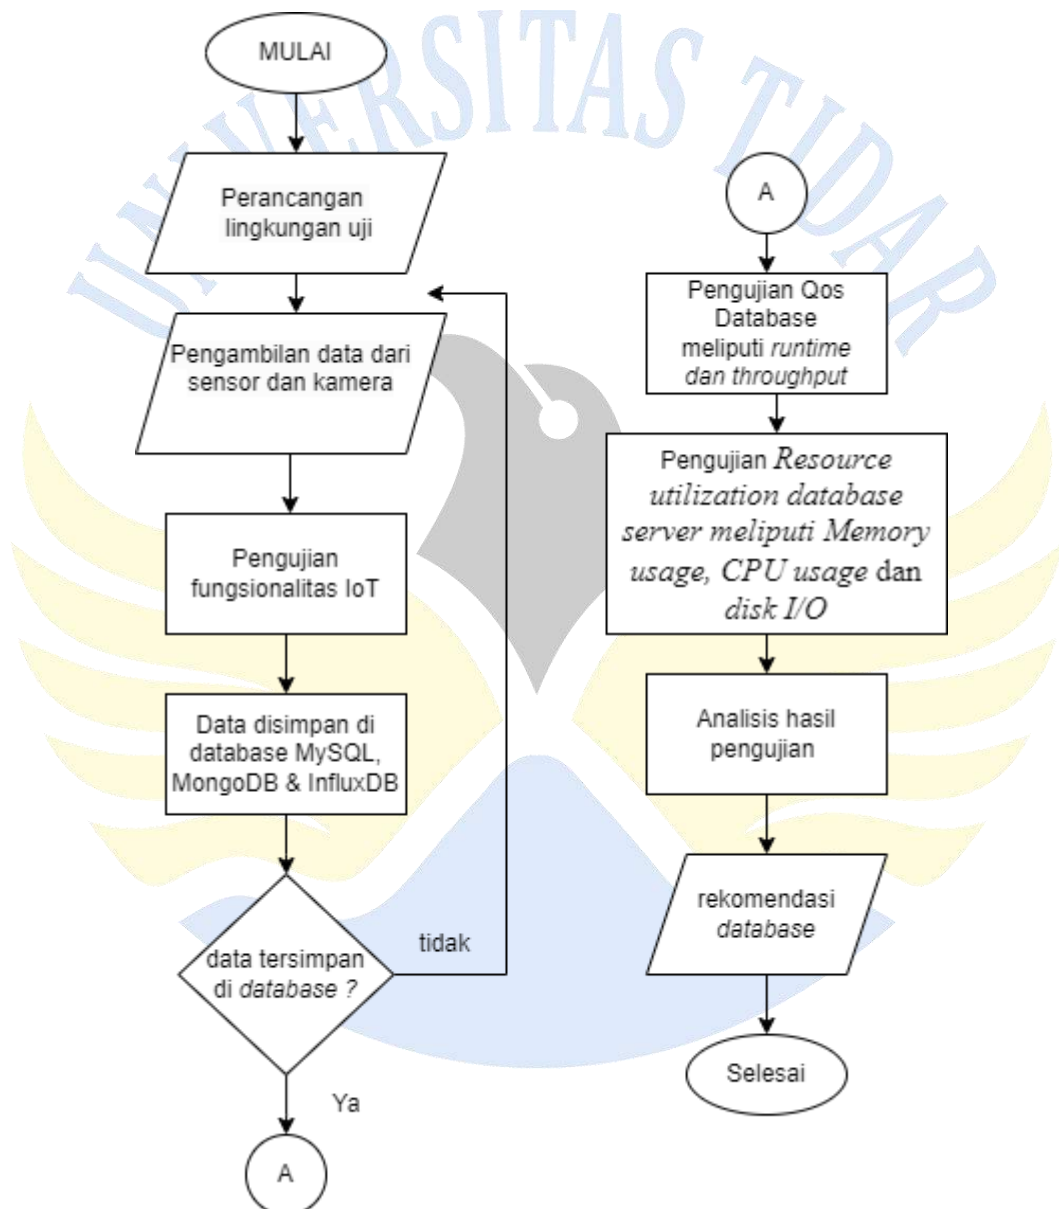 UNIVERSITAS TIDAR
MULAI
Perancangan
lingkungan uji
Pengambilan data dari
sensor dan kamera
Pengujian
fungsionalitas IoT
Data disimpan di
database MySQL,
MongoDB & InfluxDB
data tersimpan
di database ?
tidak
Ya
A
A
Pengujian Qos
Database
meliputi runtime
dan throughput
Pengujian Resource
utilization database
server meliputi Memory
usage, CPU usage dan
disk I/O
Analisis hasil
pengujian
rekomendasi
database
Selesai